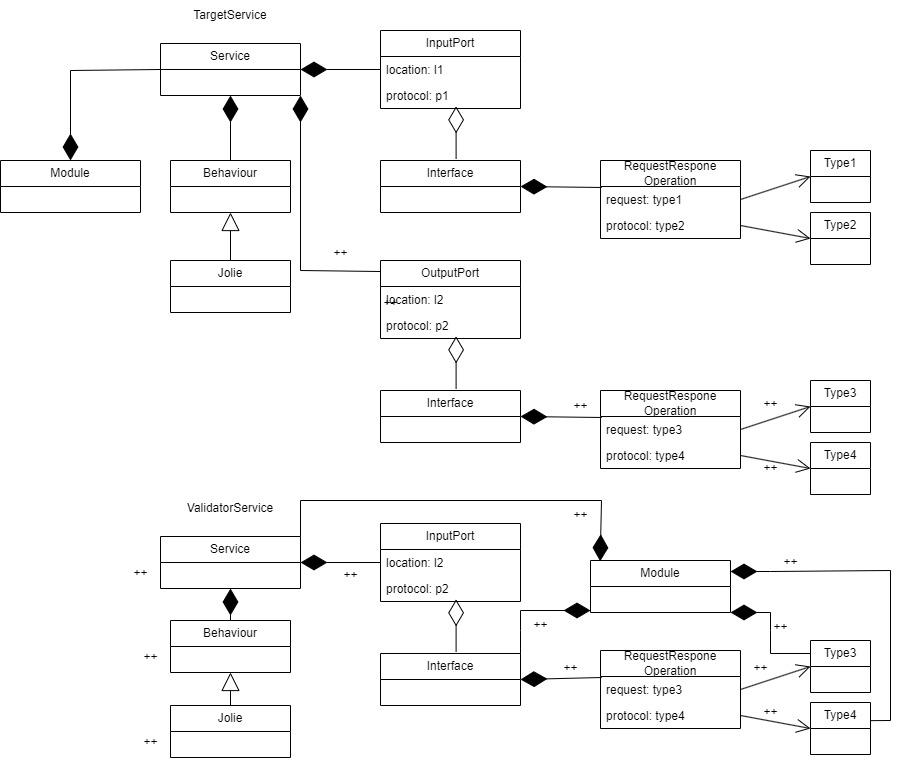 TargetService
InputPort
Service
location: l1
protocol: p1
Module
Behaviour
Interface
RequestRespone
Operation
request: type1
protocol: type2
Type1
Type2
++
Jolie
OutputPort
++
location: l2
protocol: p2
Interface
++
RequestRespone
Operation
request: type3
protocol: type4
++
Type3
++
Type4
ValidatorService
++
InputPort
Service
location: l2
protocol: p2
++
++
Module
++
++
++
Behaviour
++
Interface
++
RequestRespone
Operation
request: type3
protocol: type4
++
Type3
++
Type4
Jolie
++